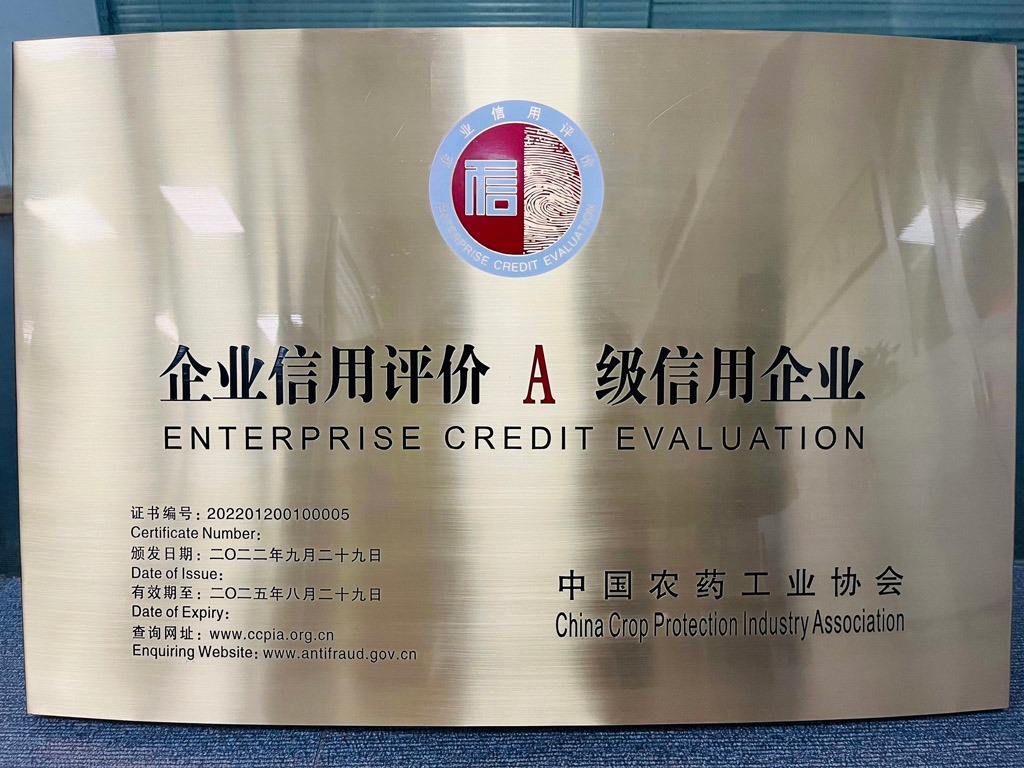 企业信用评价
信
ENTERPRISE CREDIT EVALUATION
企业信用评价 A 级信用企业
ENTERPRISE CREDIT EVALUATION
证书编号：202201200100005
Certificate Number:
颁发日期：二〇二二年九月二十九日
Date of Issue:
有效期至：二〇二五年八月二十九日
Date of Expiry:
查询网址：www.ccpia.org.cn
Enquiring Website: www.antifraud.gov.cn
中国农药工业协会
China Crop Protection Industry Association